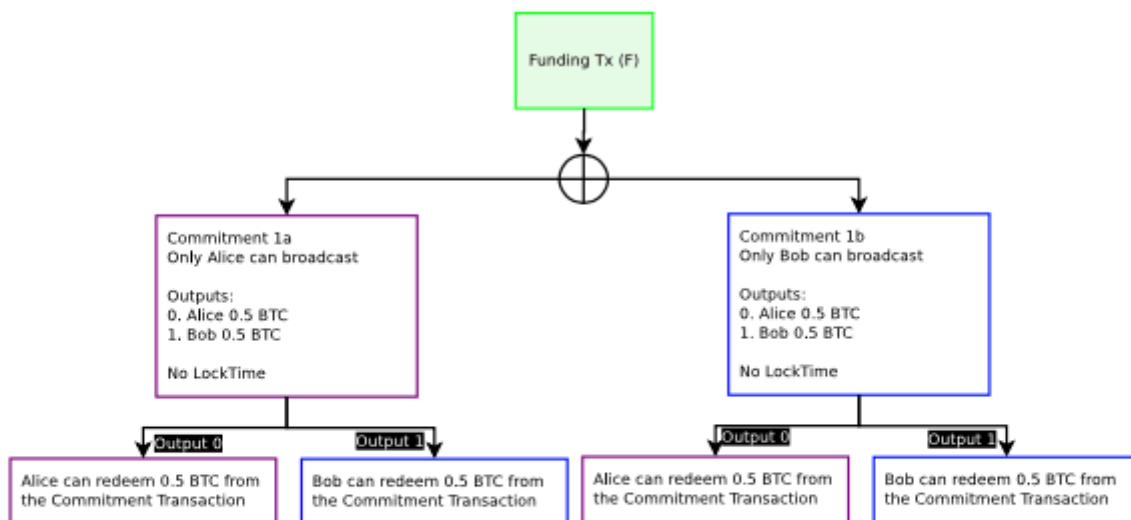 Funding Tx (F)
Commitment 1a
Only Alice can broadcast
Outputs:
0. Alice 0.5 BTC
1. Bob 0.5 BTC
No LockTime
Commitment 1b
Only Bob can broadcast
Outputs:
0. Alice 0.5 BTC
1. Bob 0.5 BTC
No LockTime
Output 0
Output 1
Output 0
Output 1
Alice can redeem 0.5 BTC from
the Commitment Transaction
Bob can redeem 0.5 BTC from
the Commitment Transaction
Alice can redeem 0.5 BTC from
the Commitment Transaction
Bob can redeem 0.5 BTC from
the Commitment Transaction